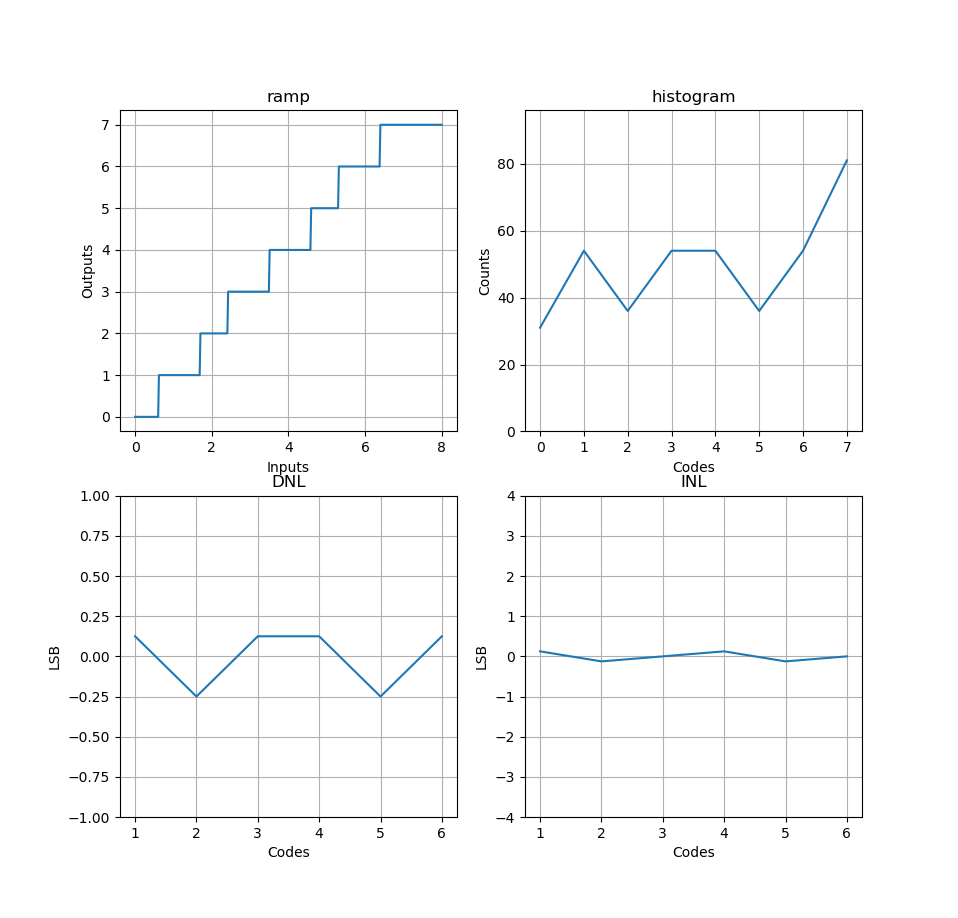 ramp
7
6
5
4
3
2
1
0
Outputs
0 2 4 6 8
Inputs
histogram
80
60
40
20
0
Counts
0 1 2 3 4 5 6 7
Codes
DNL
1.00
0.75
0.50
0.25
0.00
−0.25
−0.50
−0.75
−1.00
LSB
1 2 3 4 5 6
Codes
INL
4
3
2
1
0
−1
−2
−3
−4
LSB
1 2 3 4 5 6
Codes